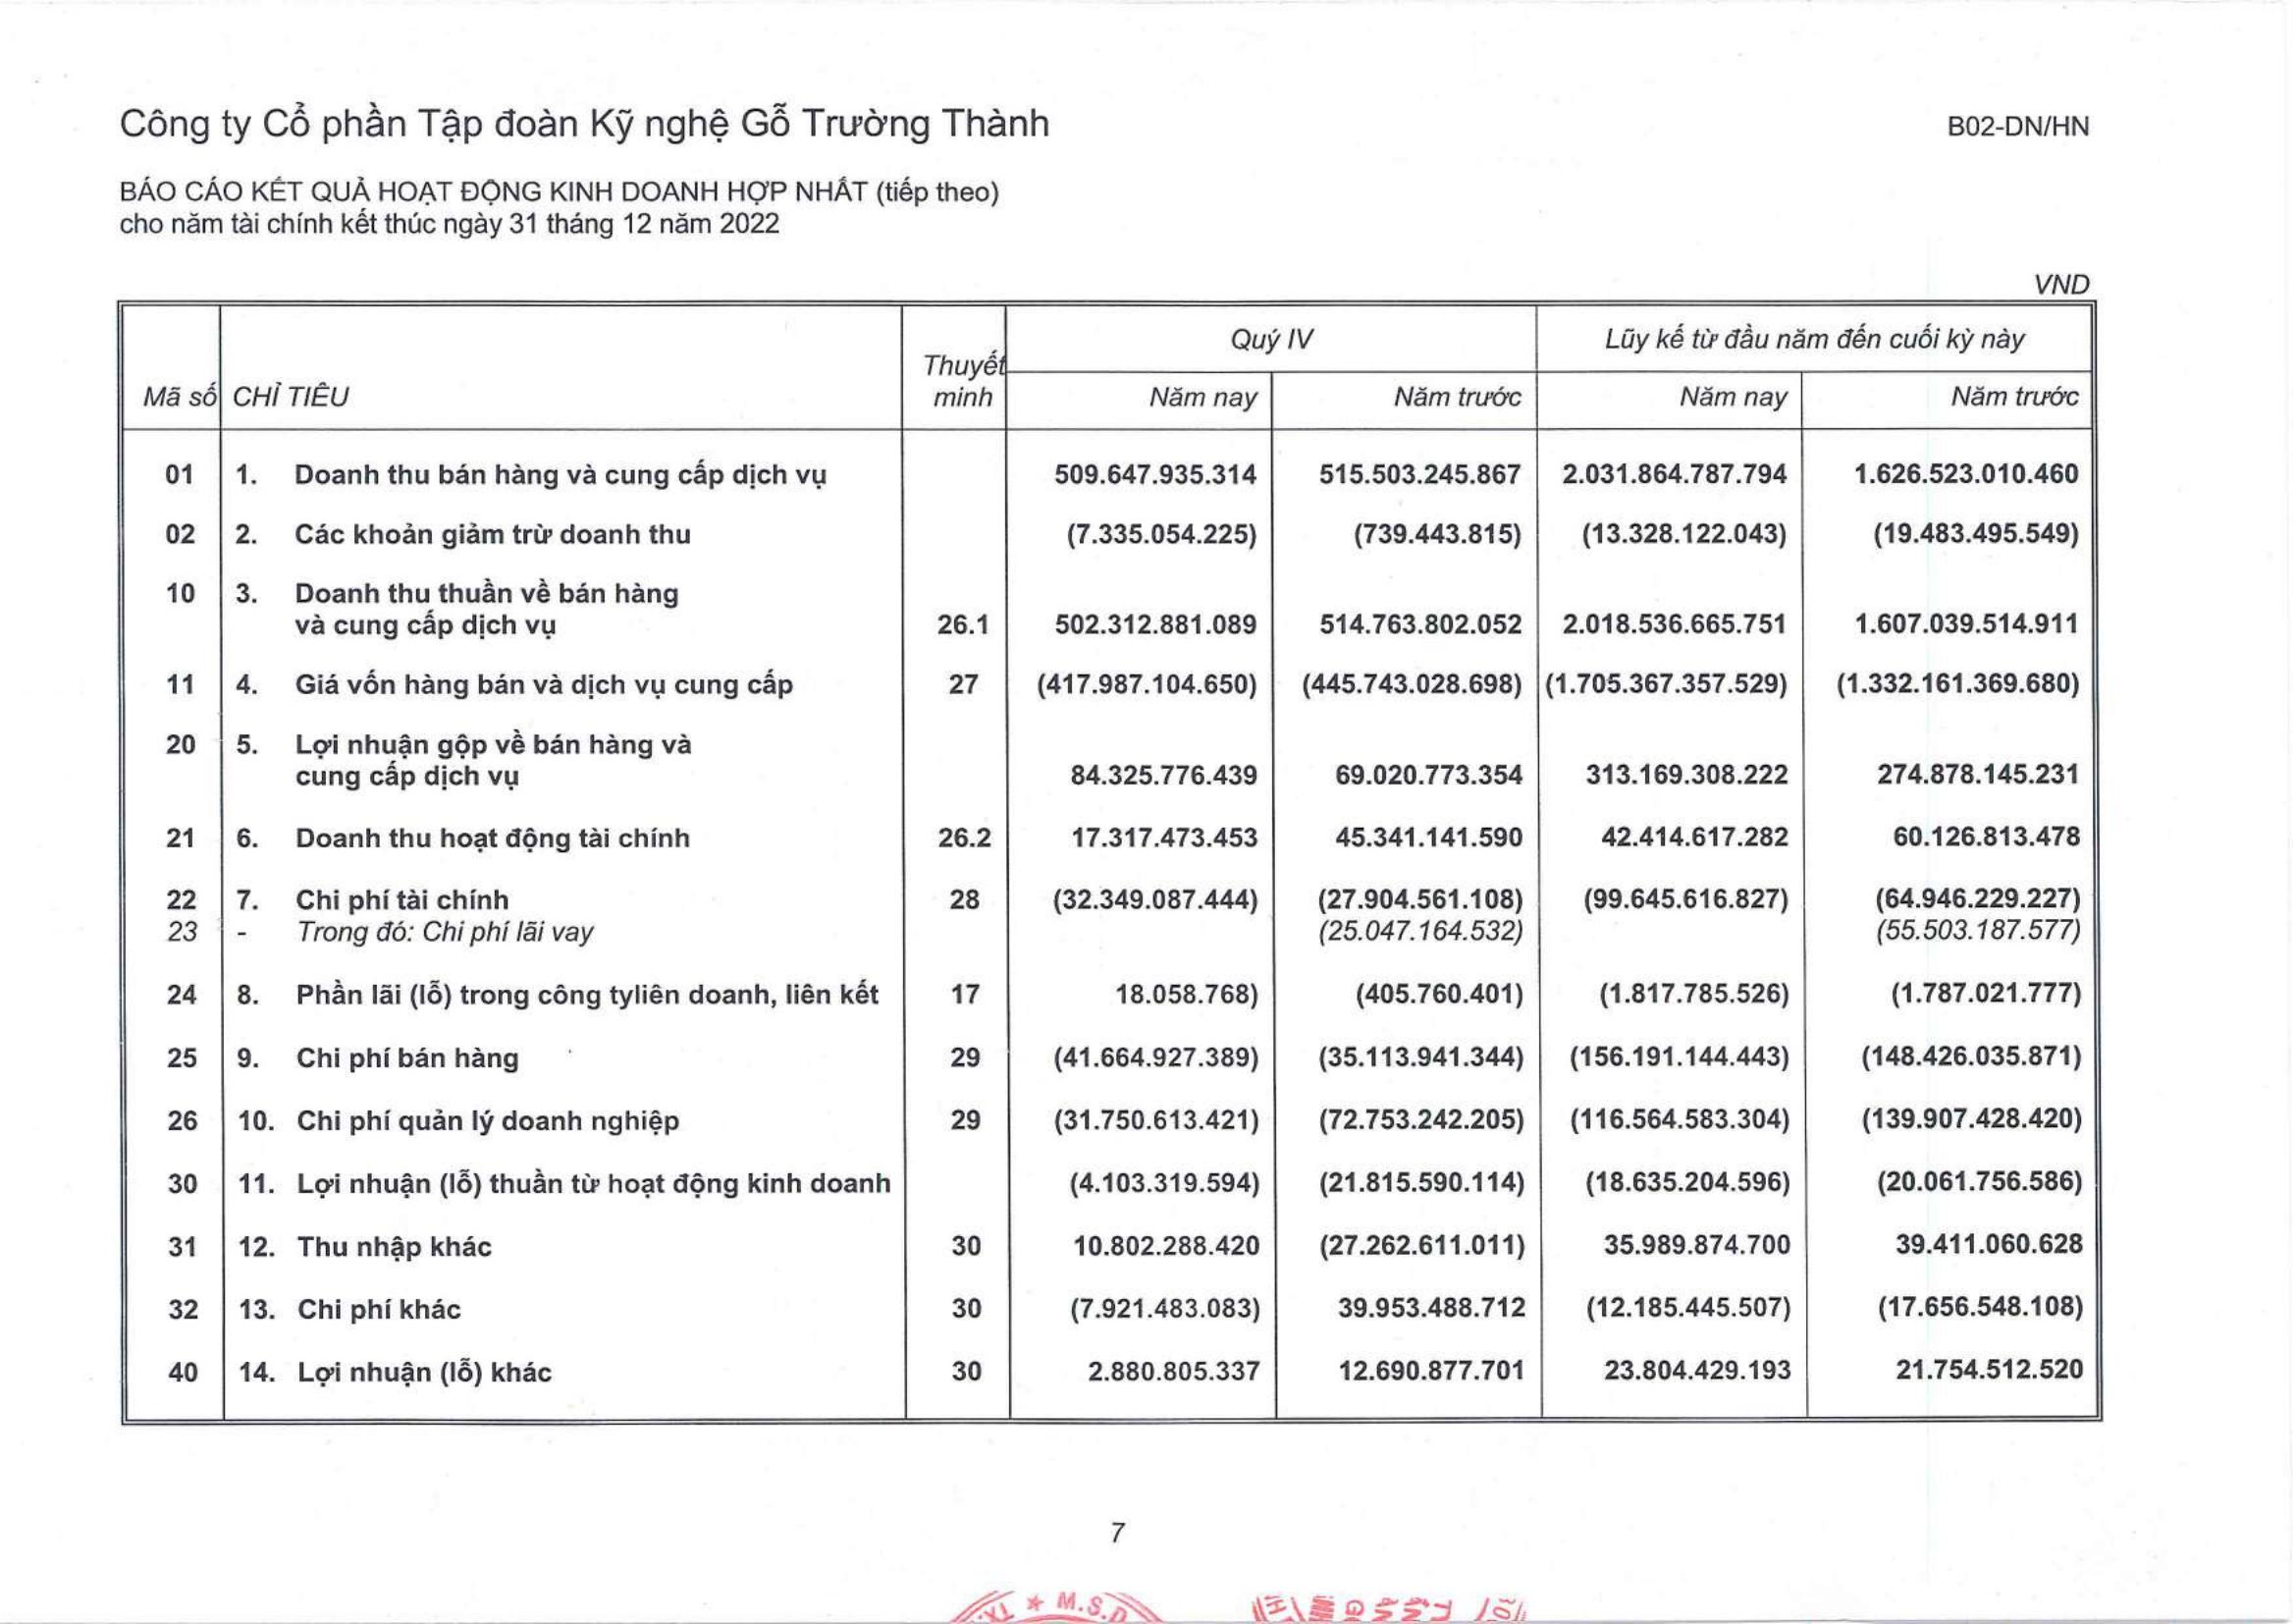 Công ty Cổ phần Tập đoàn Kỹ nghệ Gỗ Trường Thành
B02-DN/HN
BÁO CÁO KẾT QUẢ HOẠT ĐỘNG KINH DOANH HỢP NHẤT (tiếp theo)
cho năm tài chính kết thúc ngày 31 tháng 12 năm 2022
VND
Mã số CHỈ TIÊU Thuyết minh Quý IV Lũy kế từ đầu năm đến cuối kỳ này
Năm nay Năm trước Năm nay Năm trước
01 1. Doanh thu bán hàng và cung cấp dịch vụ 509.647.935.314 515.503.245.867 2.031.864.787.794 1.626.523.010.460
02 2. Các khoản giảm trừ doanh thu (7.335.054.225) (739.443.815) (13.328.122.043) (19.483.495.549)
10 3. Doanh thu thuần về bán hàng
và cung cấp dịch vụ 26.1 502.312.881.089 514.763.802.052 2.018.536.665.751 1.607.039.514.911
11 4. Giá vốn hàng bán và dịch vụ cung cấp 27 (417.987.104.650) (445.743.028.698) (1.705.367.357.529) (1.332.161.369.680)
20 5. Lợi nhuận gộp về bán hàng và
cung cấp dịch vụ 84.325.776.439 69.020.773.354 313.169.308.222 274.878.145.231
21 6. Doanh thu hoạt động tài chính 26.2 17.317.473.453 45.341.141.590 42.414.617.282 60.126.813.478
22 7. Chi phí tài chính 28 (32.349.087.444) (27.904.561.108) (99.645.616.827) (64.946.229.227)
23 - Trong đó: Chi phí lãi vay (25.047.164.532) (55.503.187.577)
24 8. Phần lãi (lỗ) trong công tyliên doanh, liên kết 17 18.058.768) (405.760.401) (1.817.785.526) (1.787.021.777)
25 9. Chi phí bán hàng 29 (41.664.927.389) (35.113.941.344) (156.191.144.443) (148.426.035.871)
26 10. Chi phí quản lý doanh nghiệp 29 (31.750.613.421) (72.753.242.205) (116.564.583.304) (139.907.428.420)
30 11. Lợi nhuận (lỗ) thuần từ hoạt động kinh doanh (4.103.319.594) (21.815.590.114) (18.635.204.596) (20.061.756.586)
31 12. Thu nhập khác 30 10.802.288.420 (27.262.611.011) 35.989.874.700 39.411.060.628
32 13. Chi phí khác 30 (7.921.483.083) 39.953.488.712 (12.185.445.507) (17.656.548.108)
40 14. Lợi nhuận (lỗ) khác 30 2.880.805.337 12.690.877.701 23.804.429.193 21.754.512.520
7
M.S.D